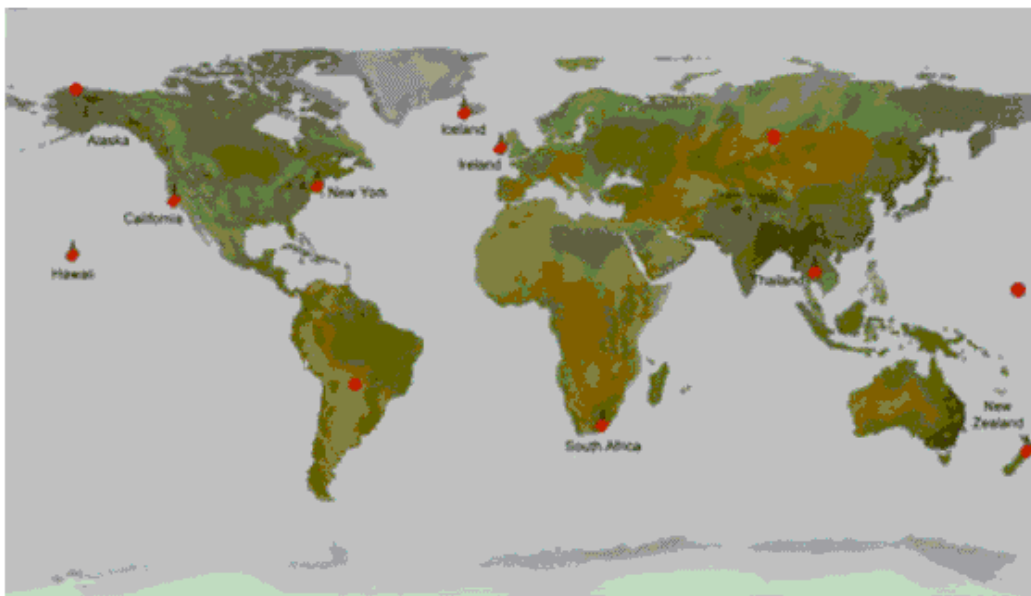 Alaska
Iceland
Ireland
New York
California
Hawaii
Thailand
New
Zealand
South Africa